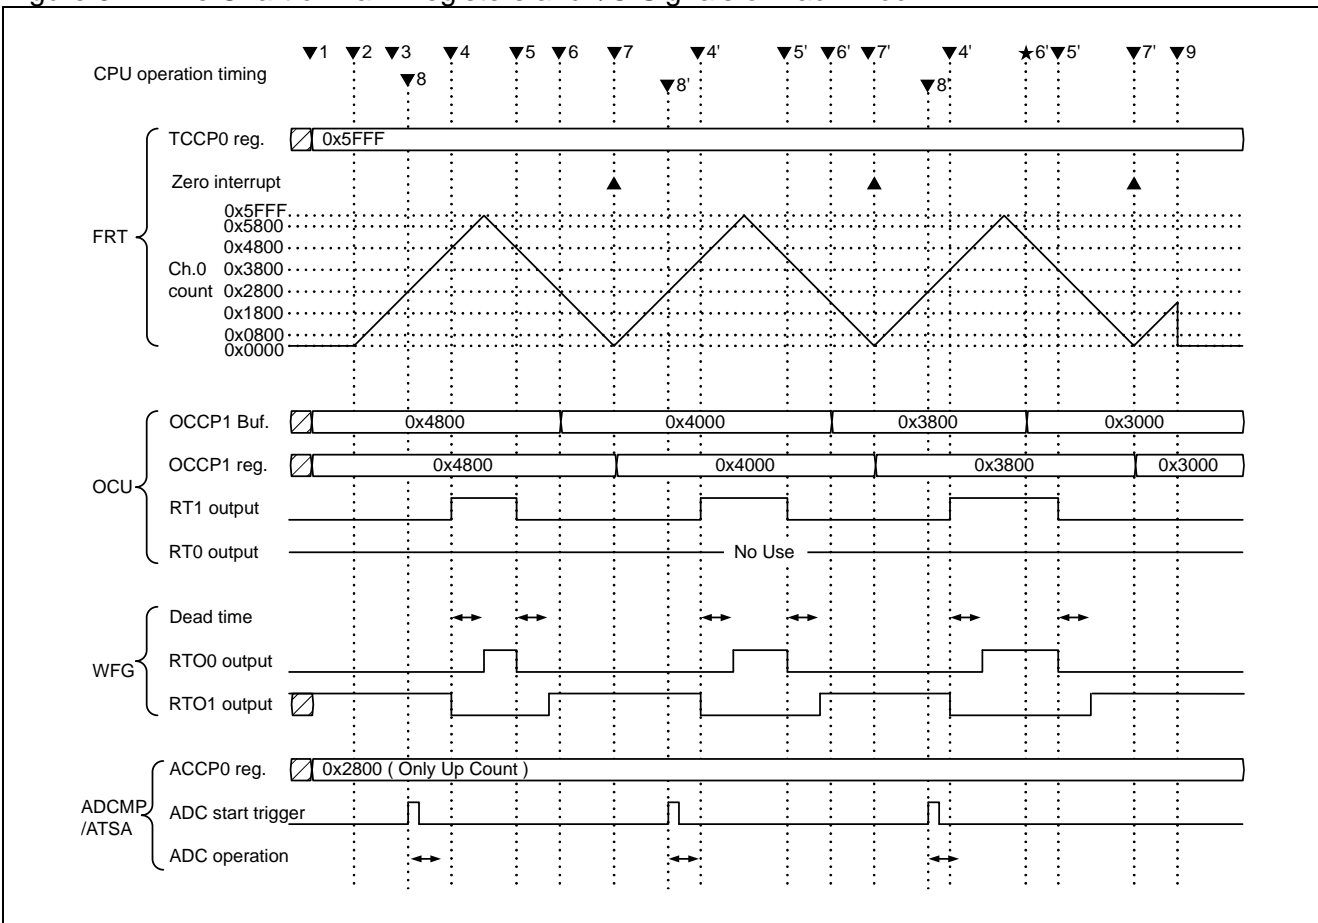 ▼1 ▼2 ▼3 ▼4 ▼5 ▼6 ▼7 ▼4' ▼5' ▼6' ▼7' ▼4' ★6' ▼5' ▼7' ▼9
CPU operation timing ▼8 ▼8' ▼8'
TCCP0 reg. 0x5FFF
Zero interrupt
FRT
0x5FFF
0x5800
0x4800
Ch.0 0x3800
count 0x2800
0x1800
0x0800
0x0000
OCU
OCCP1 Buf. 0x4800 0x4000 0x3800 0x3000
OCCP1 reg. 0x4800 0x4000 0x3800 0x3000
RT1 output
RT0 output No Use
WFG
Dead time
RTO0 output
RTO1 output
ADCMP
/ATSA
ACCP0 reg. 0x2800 ( Only Up Count )
ADC start trigger
ADC operation